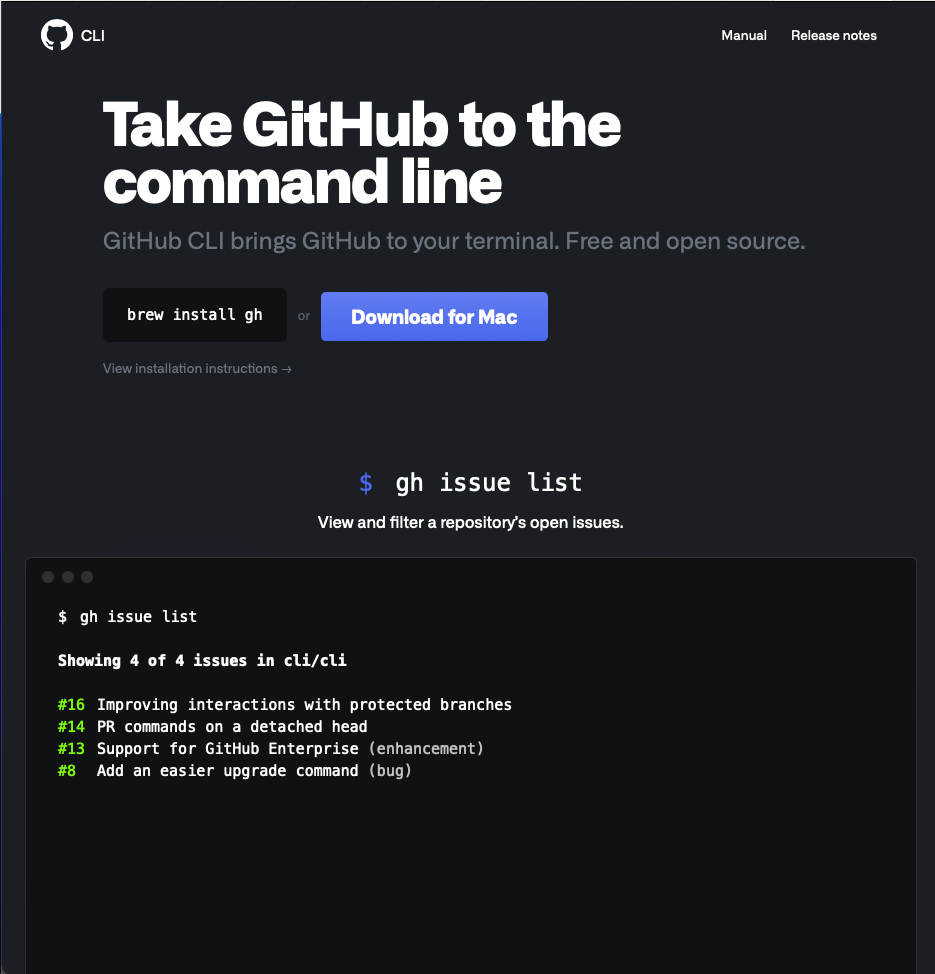 CLI
Manual
Release notes
Take GitHub to the
command line
GitHub CLI brings GitHub to your terminal. Free and open source.
brew install gh
or
Download for Mac
View installation instructions →
$ gh issue list
View and filter a repository’s open issues.
$ gh issue list
Showing 4 of 4 issues in cli/cli
#16 Improving interactions with protected branches
#14 PR commands on a detached head
#13 Support for GitHub Enterprise (enhancement)
#8 Add an easier upgrade command (bug)